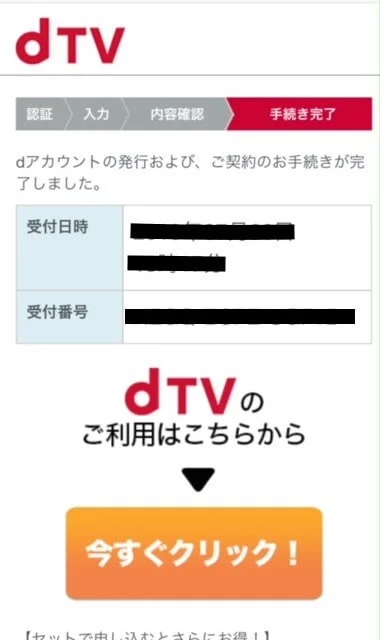 dTV
認証 入力 内容確認 手続き完了
dアカウントの発行および、ご契約のお手続きが完
了しました。
受付日時
受付番号
dTVの
ご利用はこちらから
今すぐクリック！
【セットで申し込むとさらにお得！】